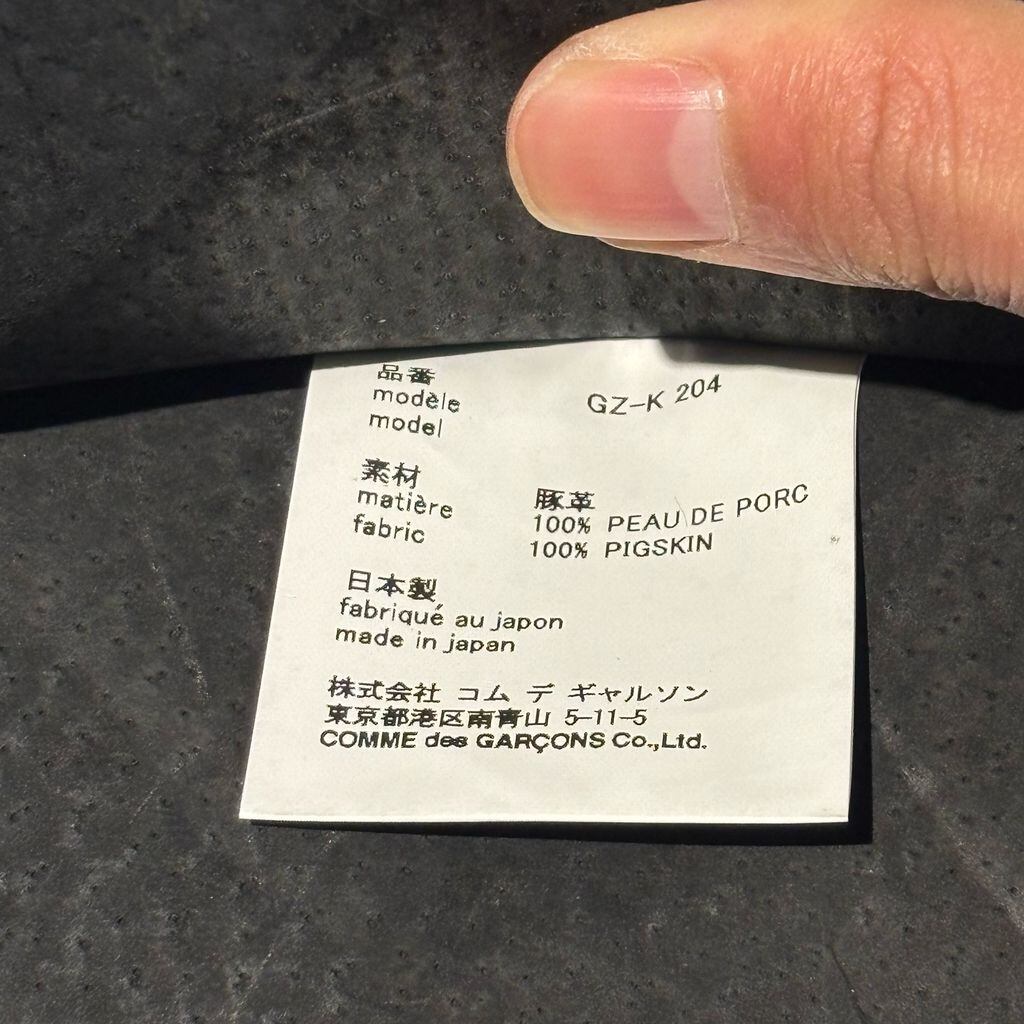 品番
modèle
model
GZ-K 204
素材
matière
fabric
豚革
100% PEAU DE PORC
100% PIGSKIN
日本製
fabriqué au japon
made in japan
株式会社 コム デ ギャルソン
東京都港区南青山 5-11-5
COMME des GARÇONS Co.,Ltd.